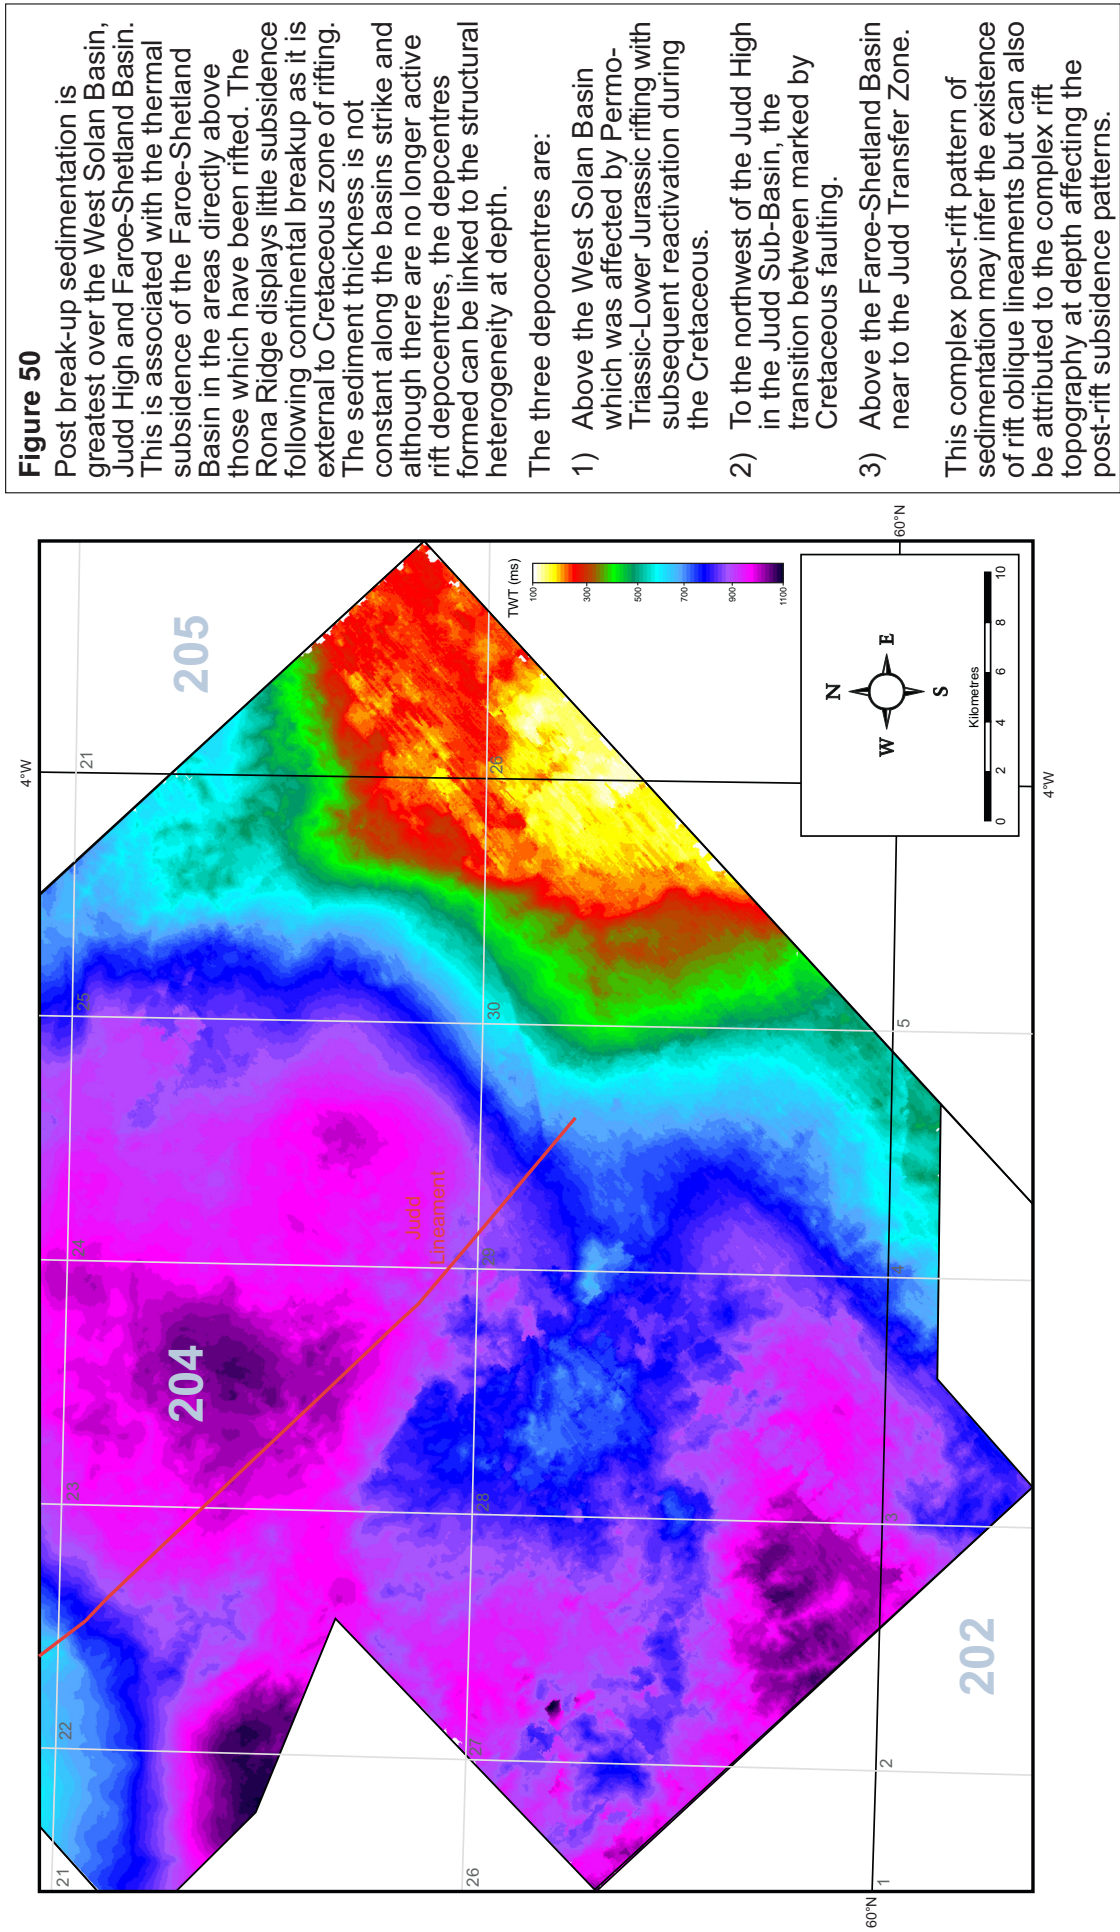 Figure 50
Post break-up sedimentation is
greatest over the West Solan Basin,
Judd High and Faroe-Shetland Basin.
This is associated with the thermal
subsidence of the Faroe-Shetland
Basin in the areas directly above
those which have been rifted. The
Rona Ridge displays little subsidence
following continental breakup as it is
external to Cretaceous zone of rifting.
The sediment thickness is not
constant along the basins strike and
although there are no longer active
rift depocentres, the depcentres
formed can be linked to the structural
heterogeneity at depth.
The three depocentres are:
1) Above the West Solan Basin
which was affected by Permo-
Triassic-Lower Jurassic rifting with
subsequent reactivation during
the Cretaceous.
2) To the northwest of the Judd High
in the Judd Sub-Basin, the
transition between marked by
Cretaceous faulting.
3) Above the Faroe-Shetland Basin
near to the Judd Transfer Zone.
This complex post-rift pattern of
sedimentation may infer the existence
of rift oblique lineaments but can also
be attributed to the complex rift
topography at depth affecting the
post-rift subsidence patterns.
4°W
205
21
22
23
24
25
21
204
Judd
Lineament
26
27
28
29
30
26
TWT (ms)
100
300
500
700
900
1100
60°N
60°N
1
2
3
4
5
202
N
W
E
S
Kilometres
0 2 4 6 8 10
4°W